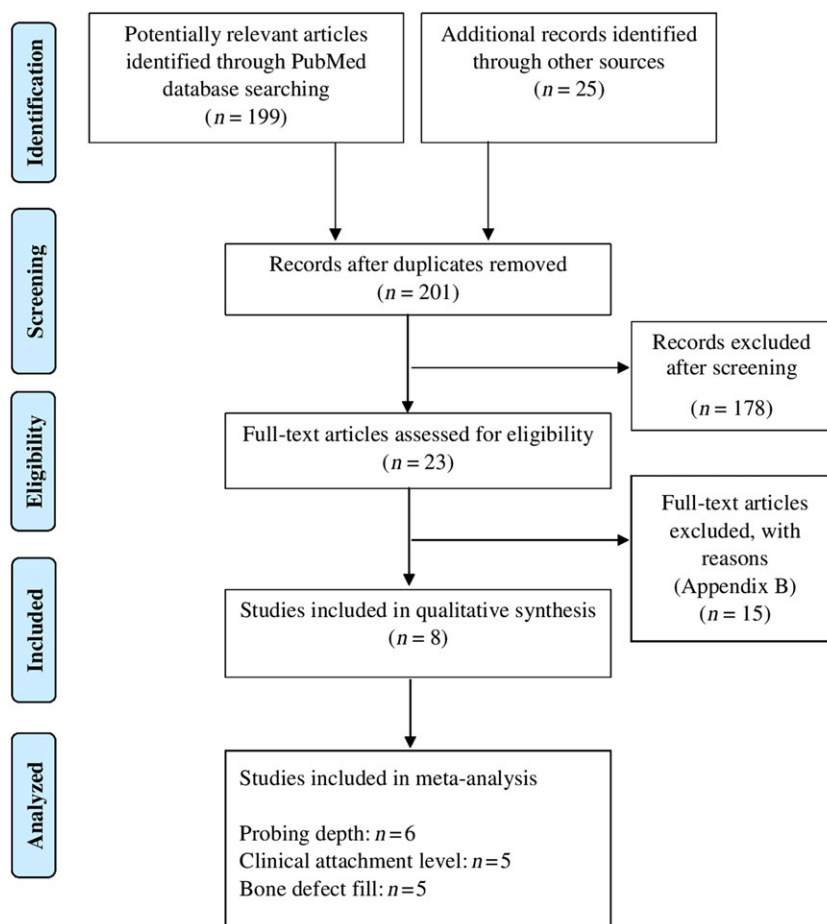 Identification
Potentially relevant articles
identified through PubMed
database searching
(n = 199)
Additional records identified
through other sources
(n = 25)
Screening
Records after duplicates removed
(n = 201)
Records excluded
after screening
(n = 178)
Eligibility
Full-text articles assessed for eligibility
(n = 23)
Full-text articles
excluded, with
reasons
(Appendix B)
(n = 15)
Included
Studies included in qualitative synthesis
(n = 8)
Analyzed
Studies included in meta-analysis
Probing depth: n=6
Clinical attachment level: n=5
Bone defect fill: n=5